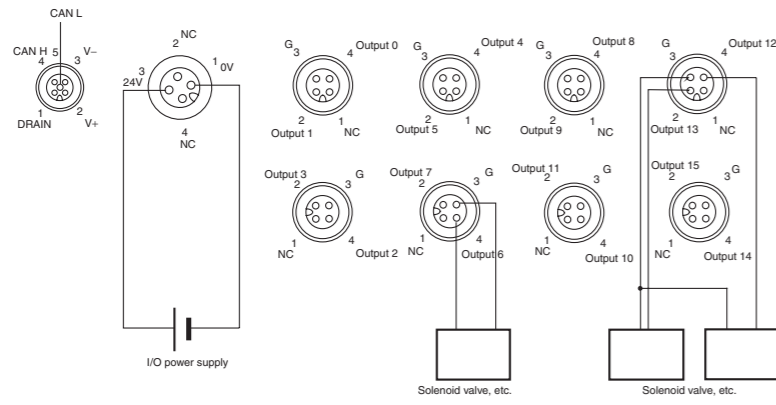 CAN L
CAN H 5 V–
4 3
1 2
DRAIN V+
NC
2
3 1 0V
24V
4
NC
G 3 4 Output 0
2 1
Output 1 NC
G 3 4 Output 4
2 1
Output 5 NC
G 3 4 Output 8
2 1
Output 9 NC
G 3 4 Output 12
2 1
Output 13 NC
Output 3 G
2 3
1 4
NC Output 2
Output 7 G
2 3
1 4
NC Output 6
Output 11 G
2 3
1 4
NC Output 10
Output 15
2 3 G
1 4
NC Output 14
I/O power supply
Solenoid valve, etc.
Solenoid valve, etc.